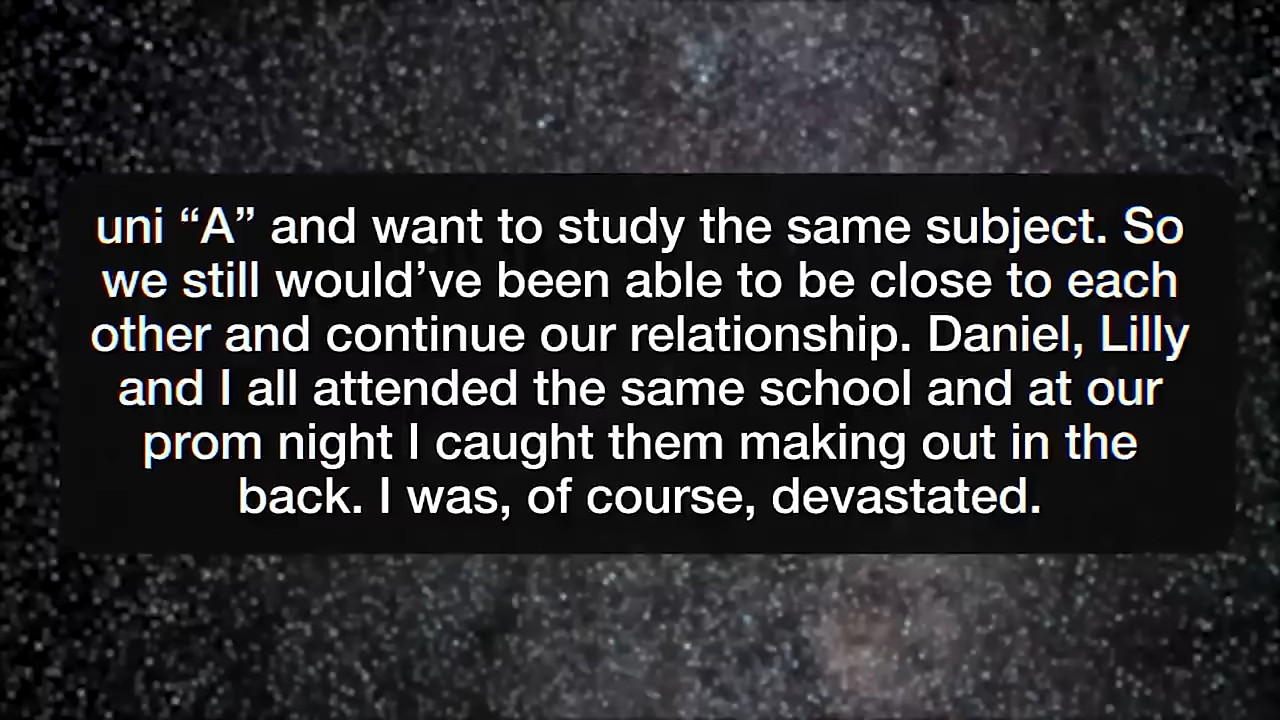 uni “A” and want to study the same subject. So
we still would’ve been able to be close to each
other and continue our relationship. Daniel, Lilly
and I all attended the same school and at our
prom night I caught them making out in the
back. I was, of course, devastated.